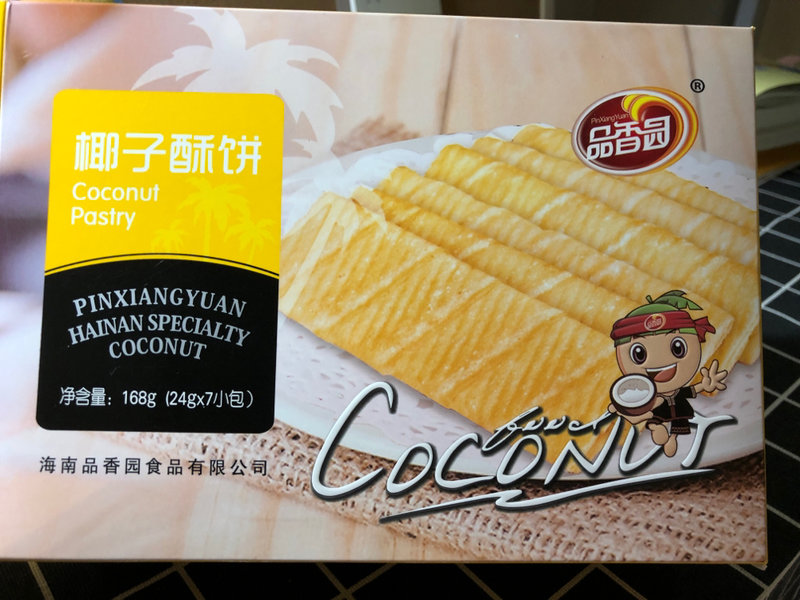 椰子酥饼
Coconut
Pastry
PINXIANGYUAN
HAINAN SPECIALTY
COCONUT
净含量：168g（24gx7小包）
海南品香园食品有限公司
PinXiangYuan
品香园
®
food
COCONUT